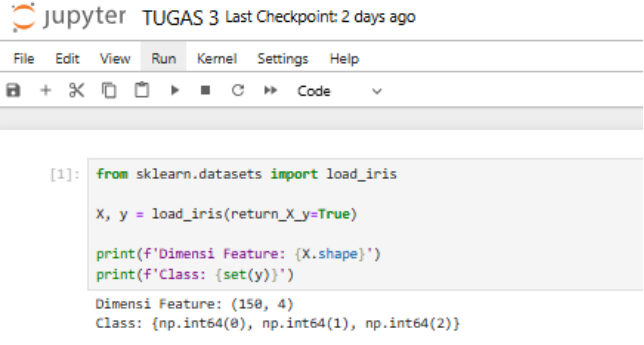 jupyter TUGAS 3 Last Checkpoint: 2 days ago
File Edit View Run Kernel Settings Help
Code
[1]: from sklearn.datasets import load_iris
X, y = load_iris(return_X_y=True)
print(f'Dimensi Feature: {X.shape}')
print(f'Class: {set(y)}')
Dimensi Feature: (150, 4)
Class: {np.int64(0), np.int64(1), np.int64(2)}